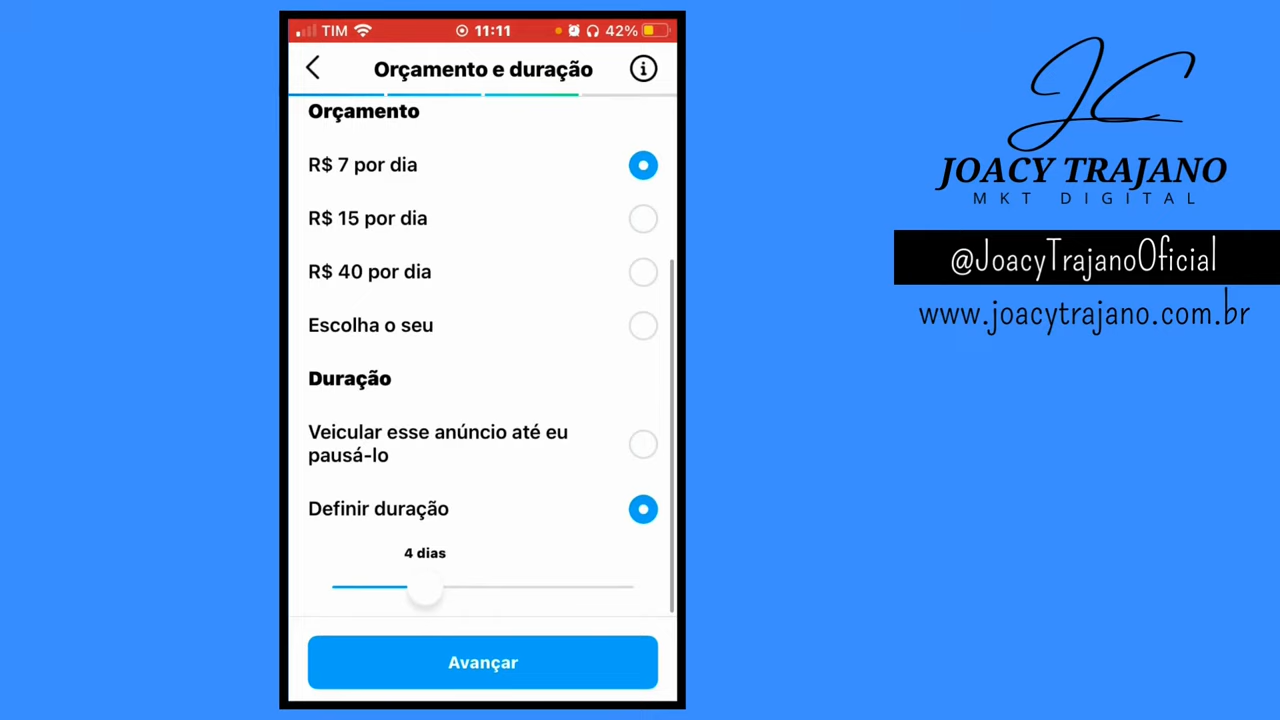 TIM 11:11 42%
Orçamento e duração
Orçamento
R$ 7 por dia
R$ 15 por dia
R$ 40 por dia
Escolha o seu
Duração
Veicular esse anúncio até eu
pausá-lo
Definir duração
4 dias
Avançar
JC
JOACY TRAJANO
MKT DIGITAL
@JoacyTrajanoOficial
www.joacytrajano.com.br